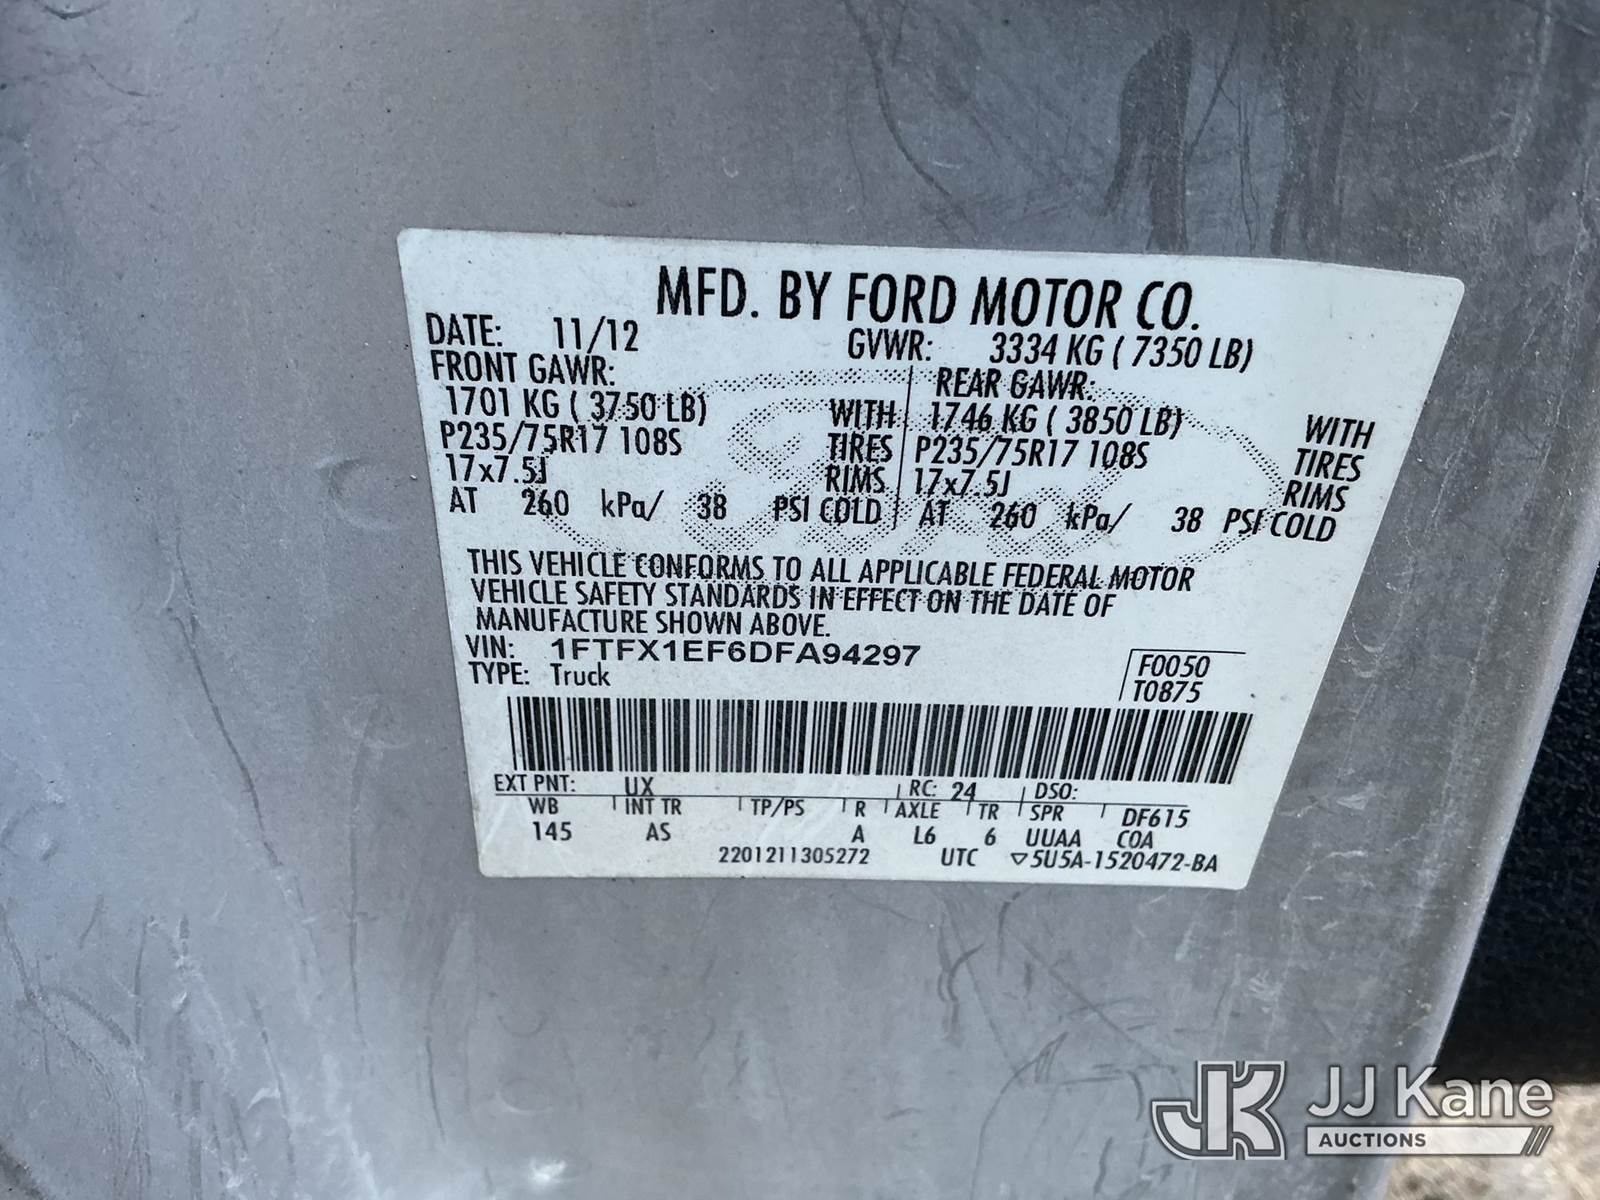 MFD. BY FORD MOTOR CO.
DATE: 11/12 GVWR: 3334 KG ( 7350 LB)
FRONT GAWR: REAR GAWR:
1701 KG ( 3750 LB) WITH 1746 KG ( 3850 LB) WITH
P235/75R17 108S TIRES P235/75R17 108S TIRES
17x7.5J RIMS 17x7.5J RIMS
AT 260 kPa/ 38 PSI COLD AT 260 kPa/ 38 PSI COLD
THIS VEHICLE CONFORMS TO ALL APPLICABLE FEDERAL MOTOR
VEHICLE SAFETY STANDARDS IN EFFECT ON THE DATE OF
MANUFACTURE SHOWN ABOVE.
VIN: 1FTFX1EF6DFA94297 F0050
TYPE: Truck T0875
EXT PNT: UX RC: 24 DSO:
WB INT TR TP/PS R AXLE TR SPR DF615
145 AS A L6 6 UUAA COA
2201211305272 UTC ▽5U5A-1520472-BA
JK JJ Kane
AUCTIONS